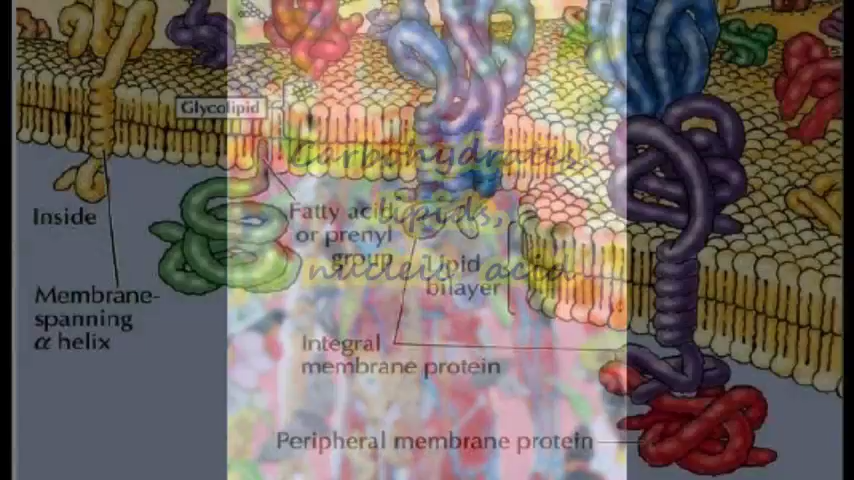 Glycolipid
Carbohydrates
lipids,
nucleic acid
Inside
Fatty acid
or prenyl
group
Lipid
bilayer
Membrane-
spanning
α helix
Integral
membrane protein
Peripheral membrane protein